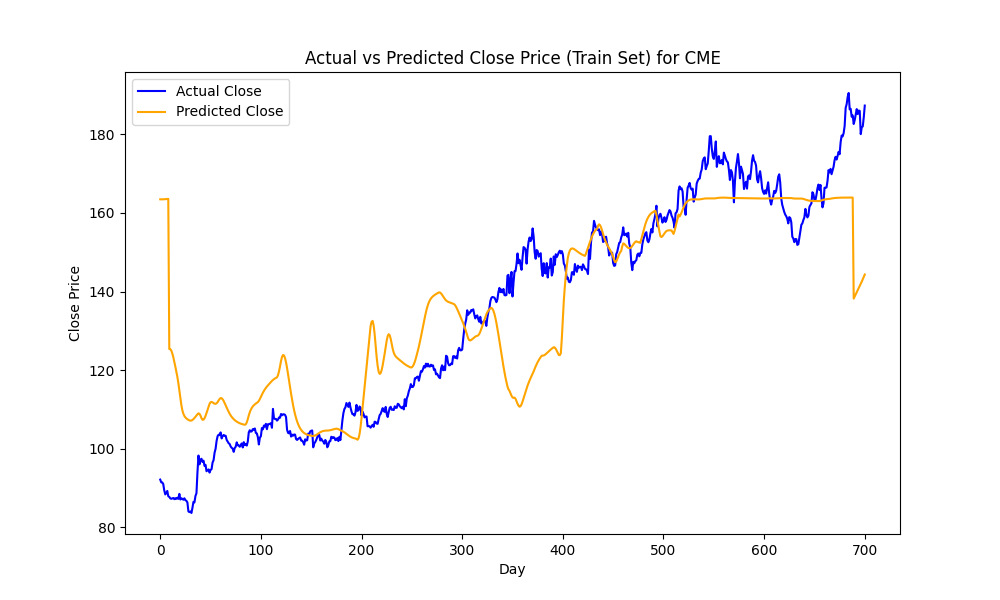 Actual vs Predicted Close Price (Train Set) for CME
Actual Close
Predicted Close
Close Price
180
160
140
120
100
80
0 100 200 300 400 500 600 700
Day